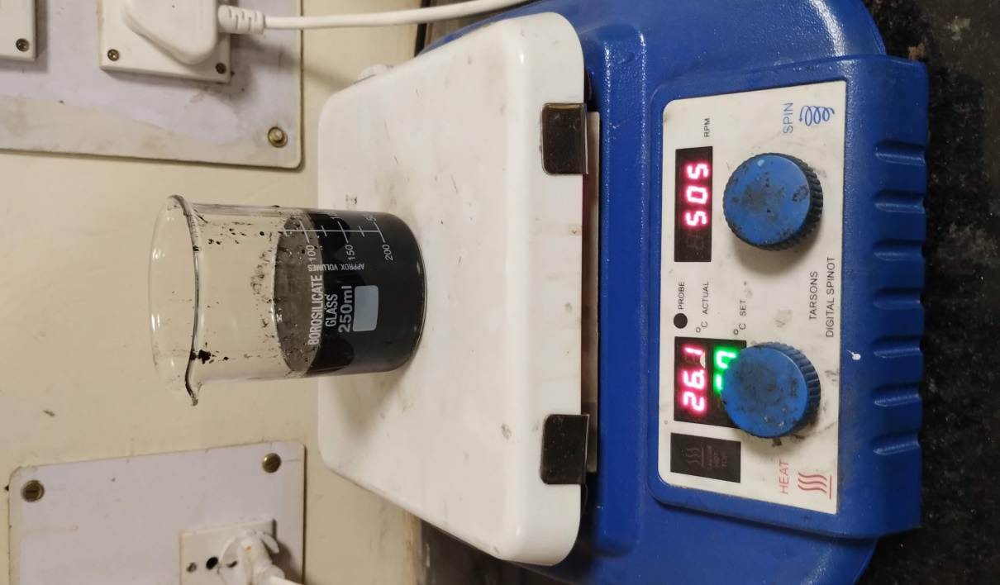 BOROSILICATE
GLASS
250ml
APPROX VOLUMES
100
150
200
26.1
°C ACTUAL
°C SET
PROBE
505
RPM
HEAT
SPIN
TARSONS
DIGITAL SPINOT